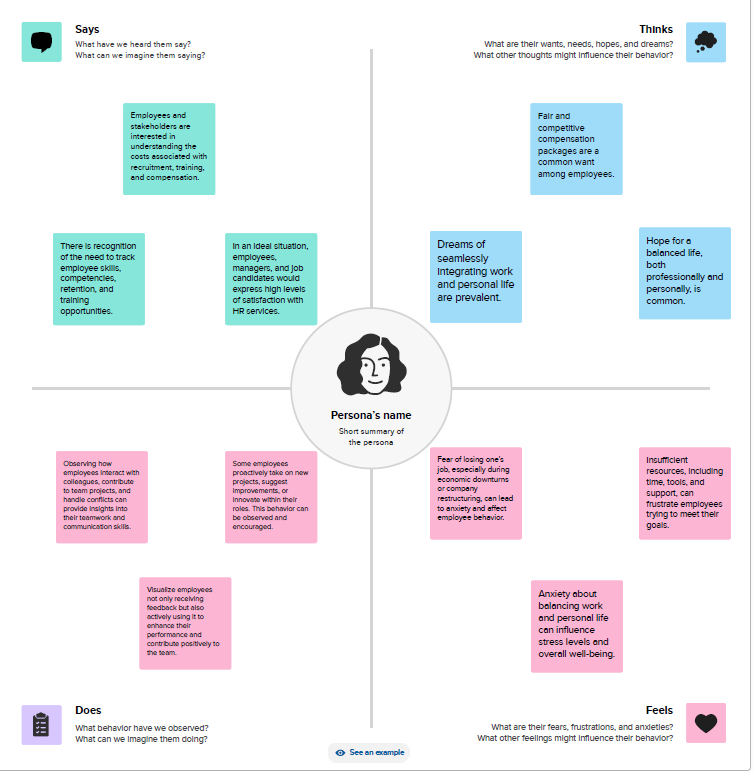 Says
What have we heard them say?
What can we imagine them saying?
Thinks
What are their wants, needs, hopes, and dreams?
What other thoughts might influence their behavior?
Employees and
stakeholders are
interested in
understanding the
costs associated with
recruitment, training,
and compensation.
There is recognition
of the need to track
employee skills,
competencies,
retention, and
training
opportunities.
In an ideal situation,
employees,
managers, and job
candidates would
express high levels
of satisfaction with
HR services.
Fair and
competitive
compensation
packages are a
common want
among employees.
Dreams of
seamlessly
integrating work
and personal life
are prevalent.
Hope for a
balanced life,
both
professionally and
personally, is
common.
Persona's name
Short summary of
the persona
Observing how
employees interact with
colleagues, contribute
to team projects, and
handle conflicts can
provide insights into
their teamwork and
communication skills.
Some employees
proactively take on new
projects, suggest
improvements, or
innovate within their
roles. This behavior can
be observed and
encouraged.
Visualize employees
not only receiving
feedback but also
actively using it to
enhance their
performance and
contribute positively to
the team.
Fear of losing one's
job, especially during
economic downturns
or company
restructuring, can lead
to anxiety and affect
employee behavior.
Insufficient
resources, including
time, tools, and
support, can
frustrate employees
trying to meet their
goals.
Anxiety about
balancing work
and personal life
can influence
stress levels and
overall well-being.
Does
What behavior have we observed?
What can we imagine them doing?
Feels
What are their fears, frustrations, and anxieties?
What other feelings might influence their behavior?
See an example